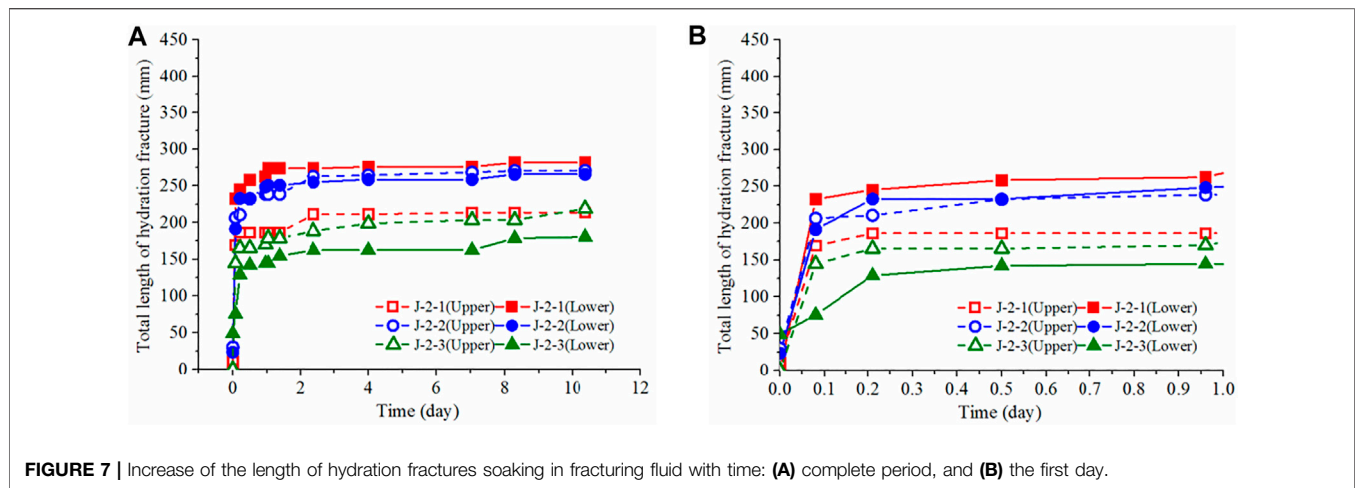 A
Total length of hydration fracture (mm)
450
400
350
300
250
200
150
100
50
0
-2 0 2 4 6 8 10 12
Time (day)
J-2-1(Upper) J-2-1(Lower)
J-2-2(Upper) J-2-2(Lower)
J-2-3(Upper) J-2-3(Lower)
B
Total length of hydration fracture (mm)
450
400
350
300
250
200
150
100
50
0
0.0 0.1 0.2 0.3 0.4 0.5 0.6 0.7 0.8 0.9 1.0
Time (day)
J-2-1(Upper) J-2-1(Lower)
J-2-2(Upper) J-2-2(Lower)
J-2-3(Upper) J-2-3(Lower)
FIGURE 7 | Increase of the length of hydration fractures soaking in fracturing fluid with time: (A) complete period, and (B) the first day.